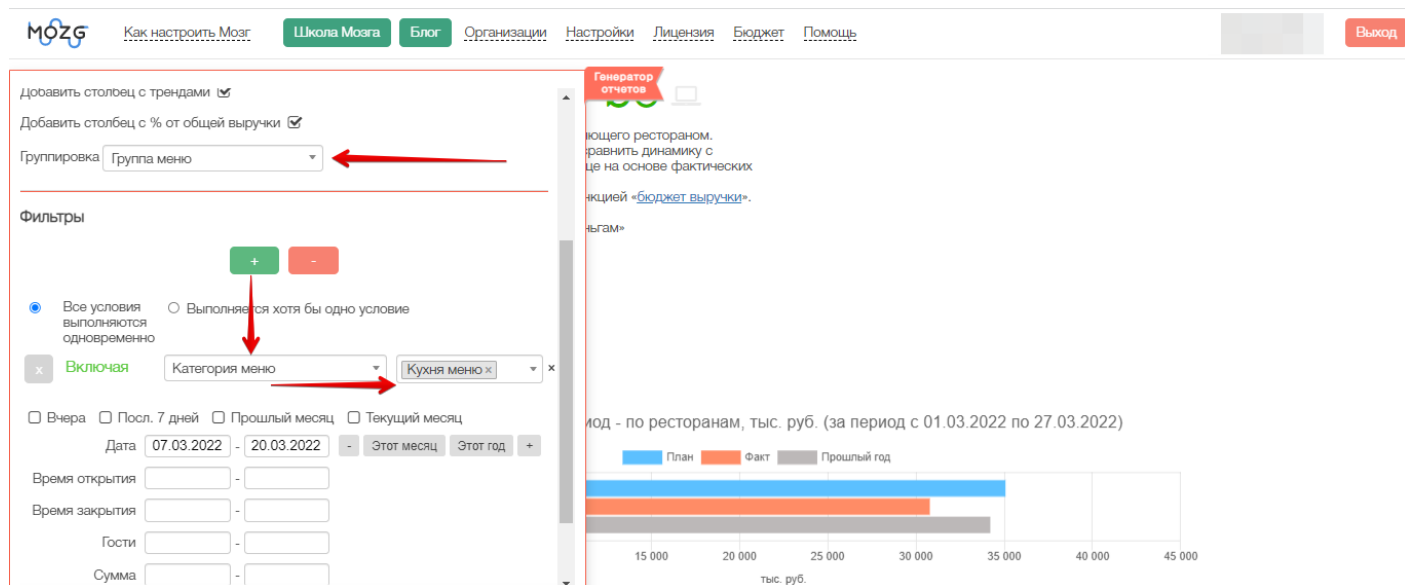 MOZG Как настроить Мозг Школа Мозга Блог Организации Настройки Лицензия Бюджет Помощь Выход
Генератор
отчетов
Добавить столбец с трендами
Добавить столбец с % от общей выручки
Группировка Группа меню
Фильтры
+ -
Все условия
выполняются
одновременно
Выполняется хотя бы одно условие
x Включая Категория меню Кухня меню × ×
Вчера Посл. 7 дней Прошлый месяц Текущий месяц
Дата 07.03.2022 - 20.03.2022 - Этот месяц Этот год +
Время открытия -
Время закрытия -
Гости -
Сумма -
ющего рестораном.
сравнить динамику с
це на основе фактических
нкцией «бюджет выручки».
ньгам»
иод - по ресторанам, тыс. руб. (за период с 01.03.2022 по 27.03.2022)
План Факт Прошлый год
15 000 20 000 25 000 30 000 35 000 40 000 45 000
тыс. руб.